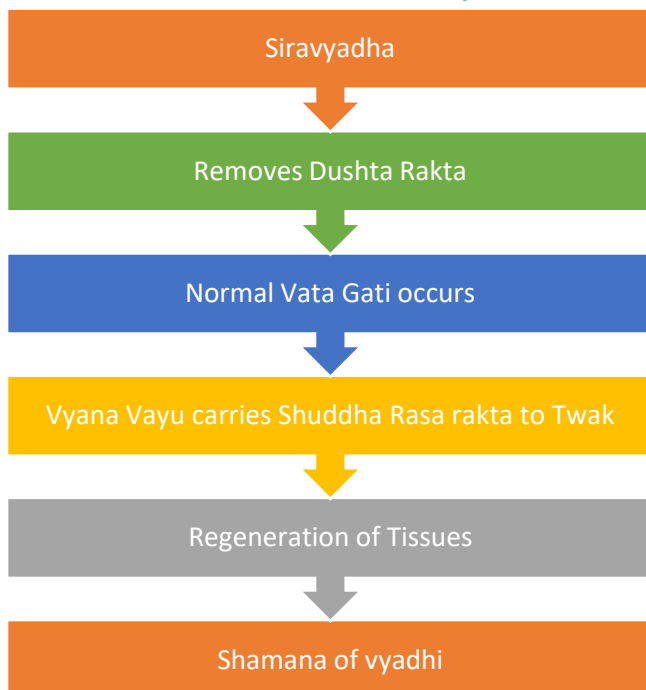 Siravyadha
Removes Dushta Rakta
Normal Vata Gati occurs
Vyana Vayu carries Shuddha Rasa rakta to Twak
Regeneration of Tissues
Shamana of vyadhi